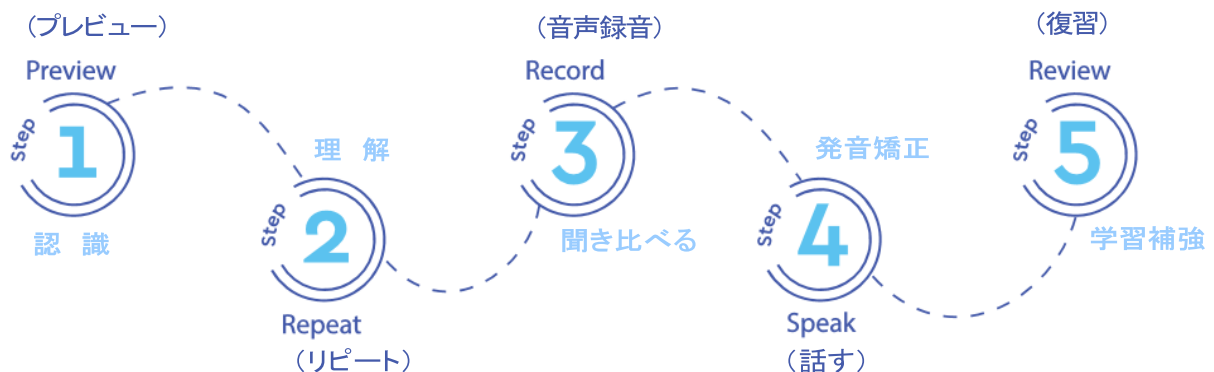 (プレビュー)
Preview
Step
1
認 識
理 解
Step
2
Repeat
(リピート)
(音声録音)
Record
Step
3
聞き比べる
発音矯正
Step
4
Speak
(話す)
(復習)
Review
Step
5
学習補強